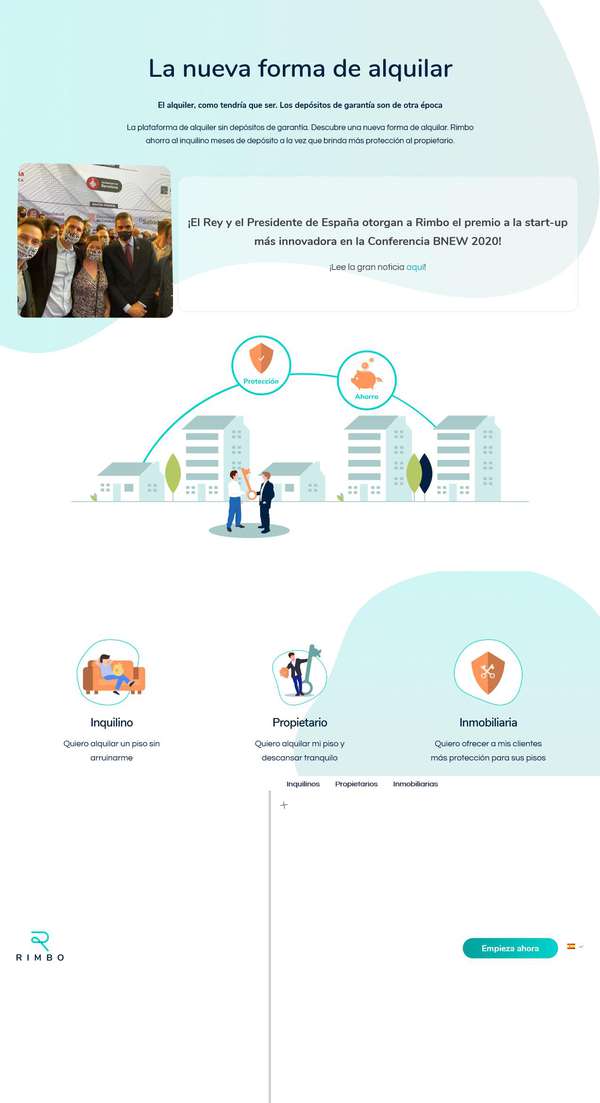 La nueva forma de alquilar
El alquiler, como tendría que ser. Los depósitos de garantía son de otra época
La plataforma de alquiler sin depósitos de garantía. Descubre una nueva forma de alquilar. Rimbo
ahorra al inquilino meses de depósito a la vez que brinda más protección al propietario.
¡El Rey y el Presidente de España otorgan a Rimbo el premio a la start-up
más innovadora en la Conferencia BNEW 2020!
¡Lee la gran noticia aquí!
Protección
Ahorro
Inquilino
Quiero alquilar un piso sin
arruinarme
Propietario
Quiero alquilar mi piso y
descansar tranquilo
Inmobiliaria
Quiero ofrecer a mis clientes
más protección para sus pisos
Inquilinos
Propietarios
Inmobiliarias
RIMBO
Empieza ahora